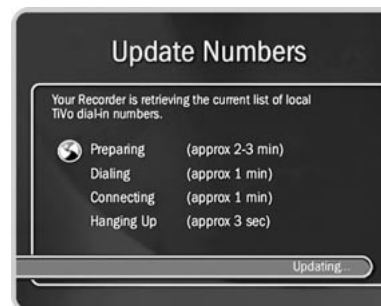 Update Numbers
Your Recorder is retrieving the current list of local
TiVo dial-in numbers.
Preparing (approx 2-3 min)
Dialing (approx 1 min)
Connecting (approx 1 min)
Hanging Up (approx 3 sec)
Updating...